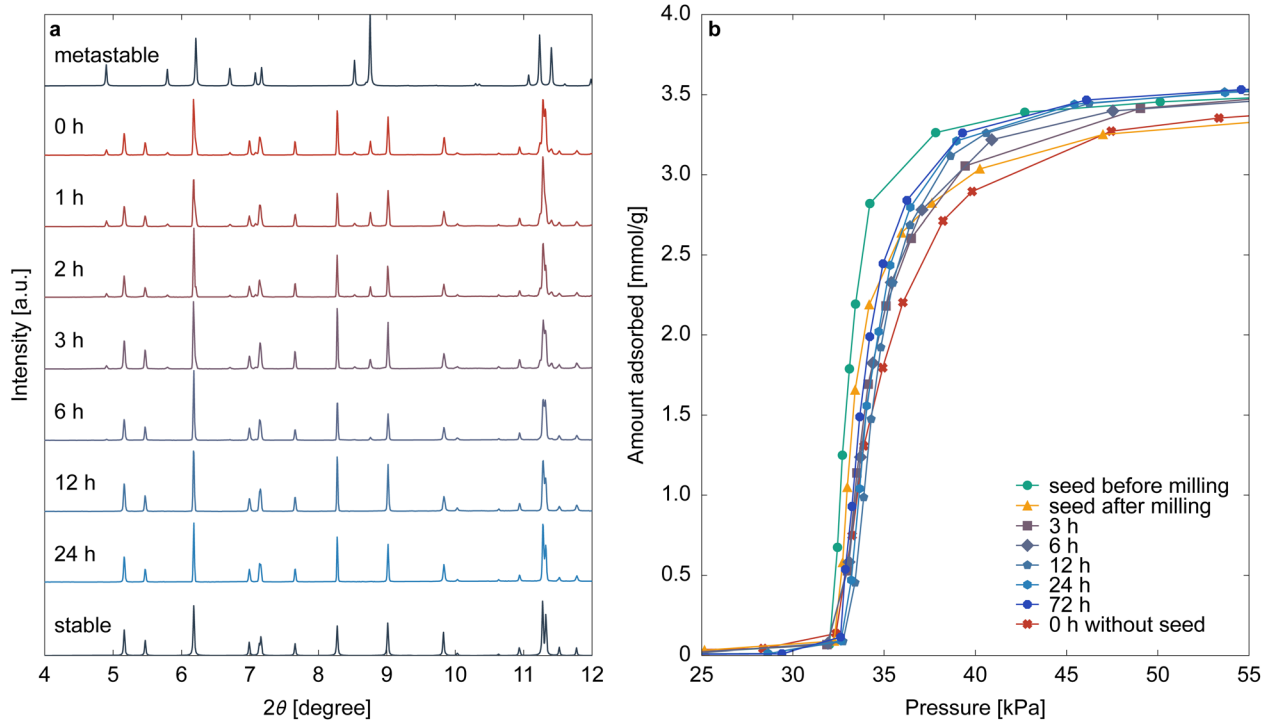 a
metastable
0 h
1 h
2 h
3 h
6 h
12 h
24 h
stable
Intensity [a.u.]
4 5 6 7 8 9 10 11 12
2θ [degree]
b
4.0
3.5
3.0
2.5
2.0
1.5
1.0
0.5
0
Amount adsorbed [mmol/g]
seed before milling
seed after milling
3 h
6 h
12 h
24 h
72 h
0 h without seed
25 30 35 40 45 50 55
Pressure [kPa]